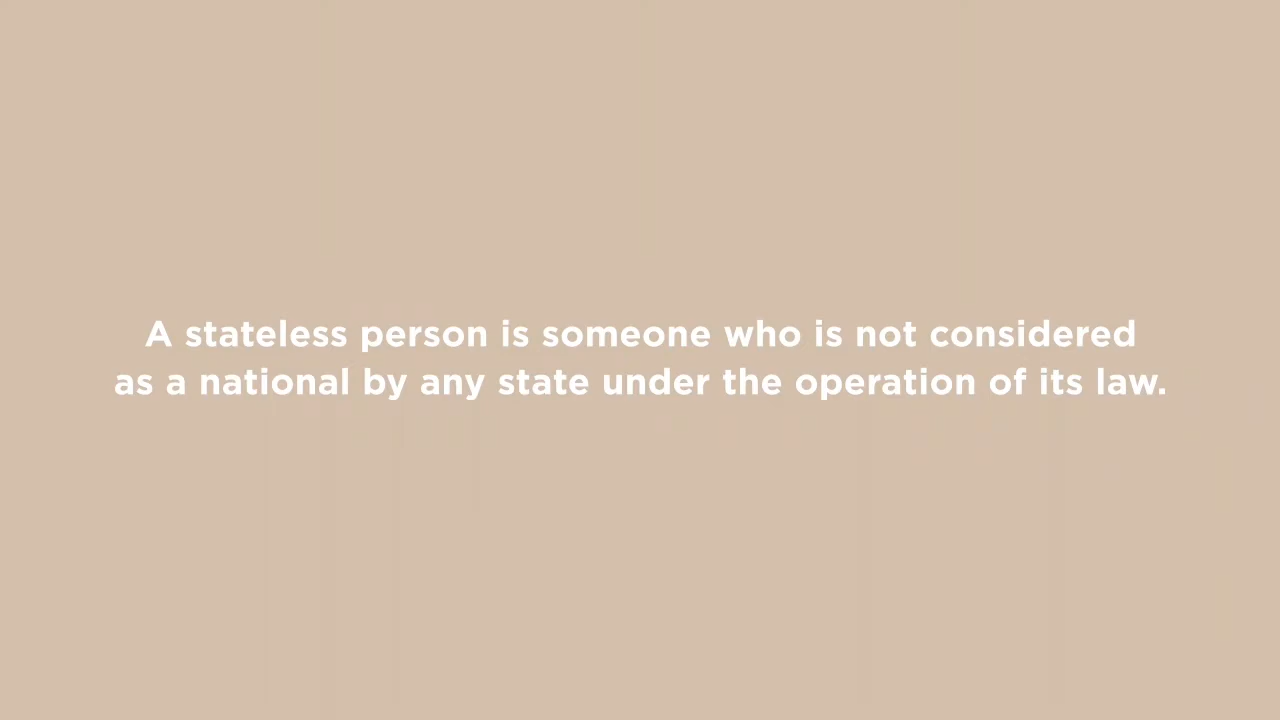 A stateless person is someone who is not considered
as a national by any state under the operation of its law.